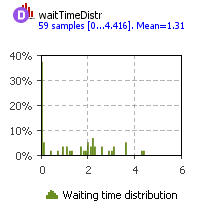 D waitTimeDistr
59 samples [0...4.416]. Mean=1.31
40%
30%
20%
10%
0%
0 2 4 6
Waiting time distribution